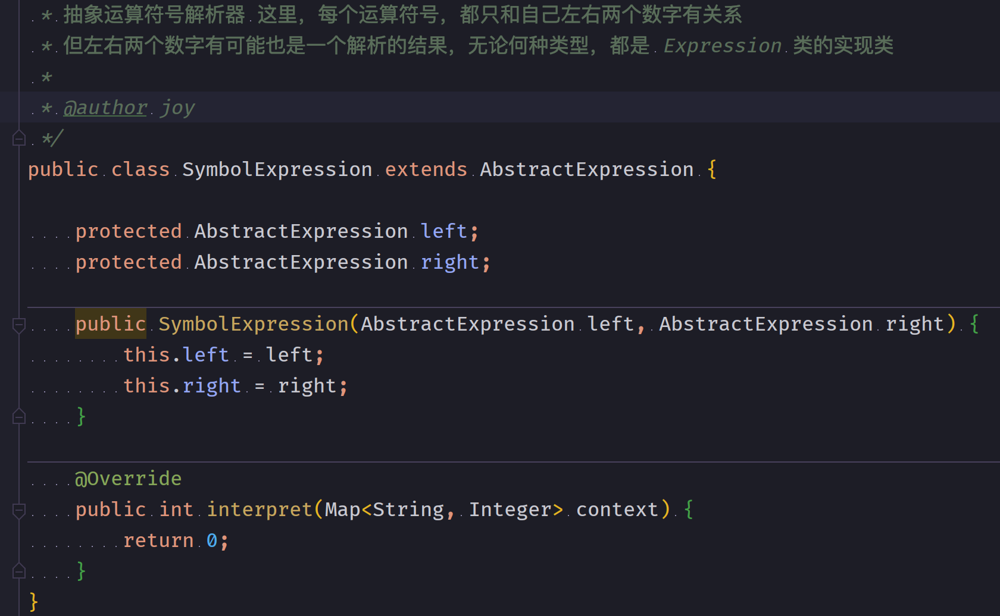 * 抽象运算符号解析器 这里，每个运算符号，都只和自己左右两个数字有关系
* 但左右两个数字有可能也是一个解析的结果，无论何种类型，都是 Expression 类的实现类
*
* @author joy
*/
public class SymbolExpression extends AbstractExpression {
    protected AbstractExpression left;
    protected AbstractExpression right;
    public SymbolExpression(AbstractExpression left, AbstractExpression right) {
        this.left = left;
        this.right = right;
    }
    @Override
    public int interpret(Map<String, Integer> context) {
        return 0;
    }
}